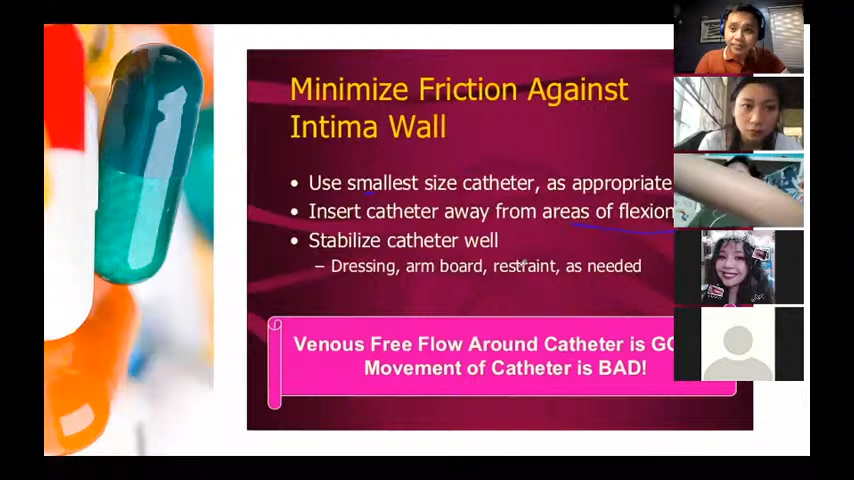 Minimize Friction Against
Intima Wall
• Use smallest size catheter, as appropriate
• Insert catheter away from areas of flexion
• Stabilize catheter well
– Dressing, arm board, restraint, as needed
Venous Free Flow Around Catheter is
Movement of Catheter is BAD!